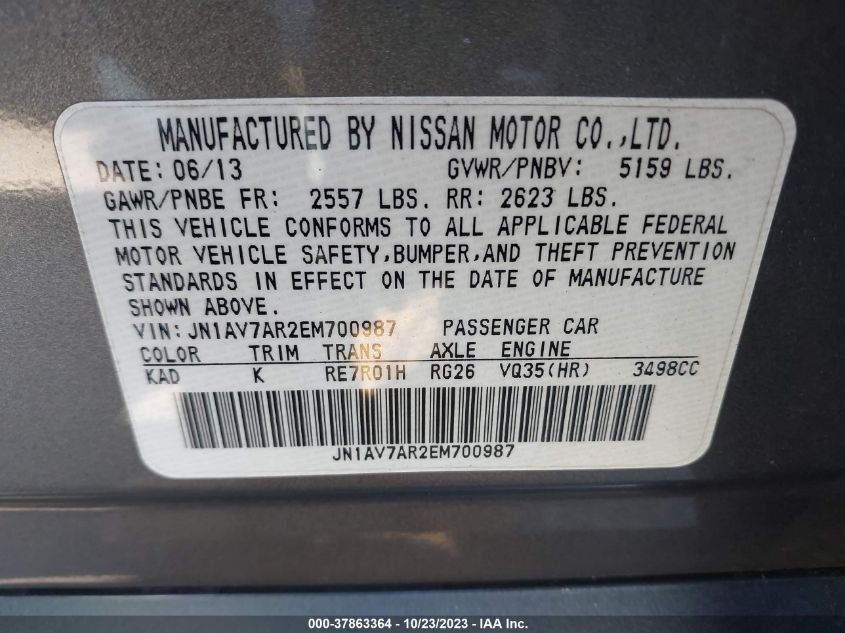 MANUFACTURED BY NISSAN MOTOR CO.,LTD.
DATE: 06/13 GVWR/PNBV: 5159 LBS.
GAWR/PNBE FR: 2557 LBS. RR: 2623 LBS.
THIS VEHICLE CONFORMS TO ALL APPLICABLE FEDERAL
MOTOR VEHICLE SAFETY,BUMPER,AND THEFT PREVENTION
STANDARDS IN EFFECT ON THE DATE OF MANUFACTURE
SHOWN ABOVE.
VIN:JN1AV7AR2EM700987 PASSENGER CAR
COLOR TRIM TRANS AXLE ENGINE
KAD K RE7R01H RG26 VQ35(HR) 3498CC
JN1AV7AR2EM700987
000-37863364 - 10/23/2023 - IAA Inc.